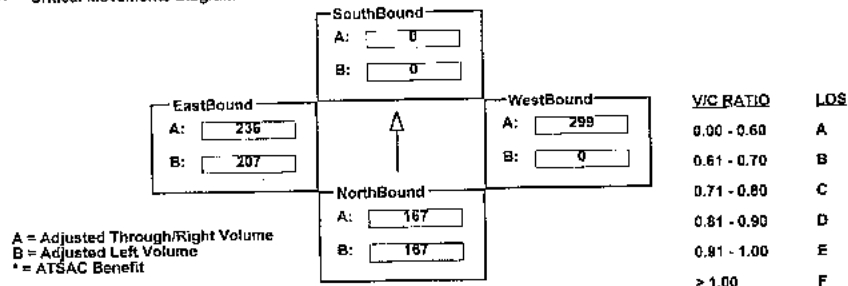 Critical Movements Diagram
SouthBound
A: 0
B: 0
EastBound
A: 236
B: 207
WestBound
A: 299
B: 0
NorthBound
A: 167
B: 167
A = Adjusted Through/Right Volume
B = Adjusted Left Volume
* = ATSAC Benefit
V/C RATIO LOS
0.00 - 0.60 A
0.61 - 0.70 B
0.71 - 0.80 C
0.81 - 0.90 D
0.91 - 1.00 E
> 1.00 F